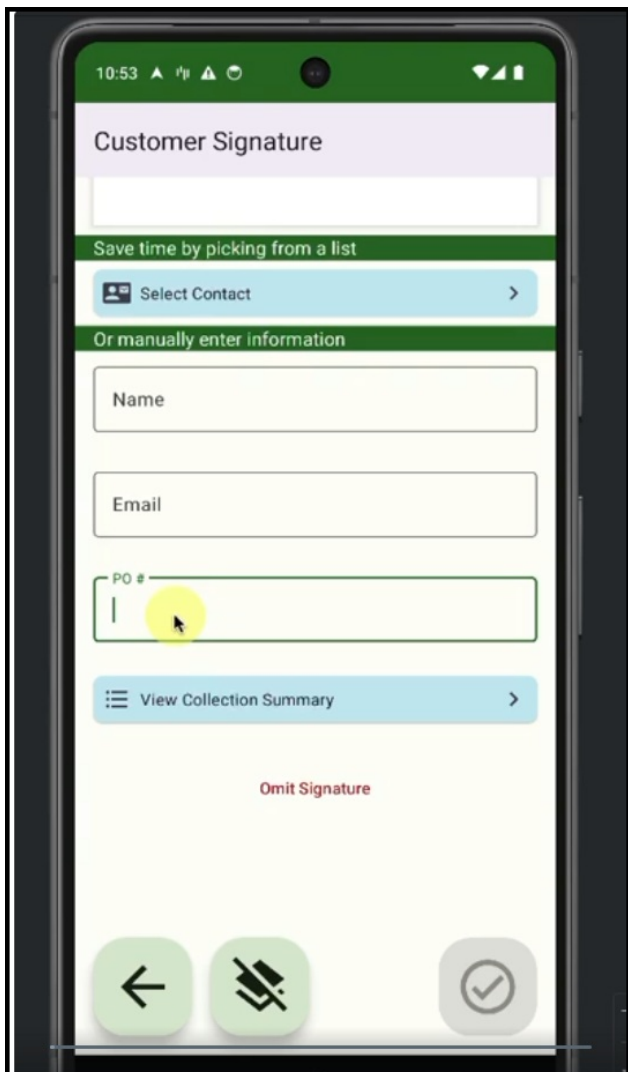 10:53
Customer Signature
Save time by picking from a list
Select Contact
Or manually enter information
Name
Email
PO #
View Collection Summary
Omit Signature